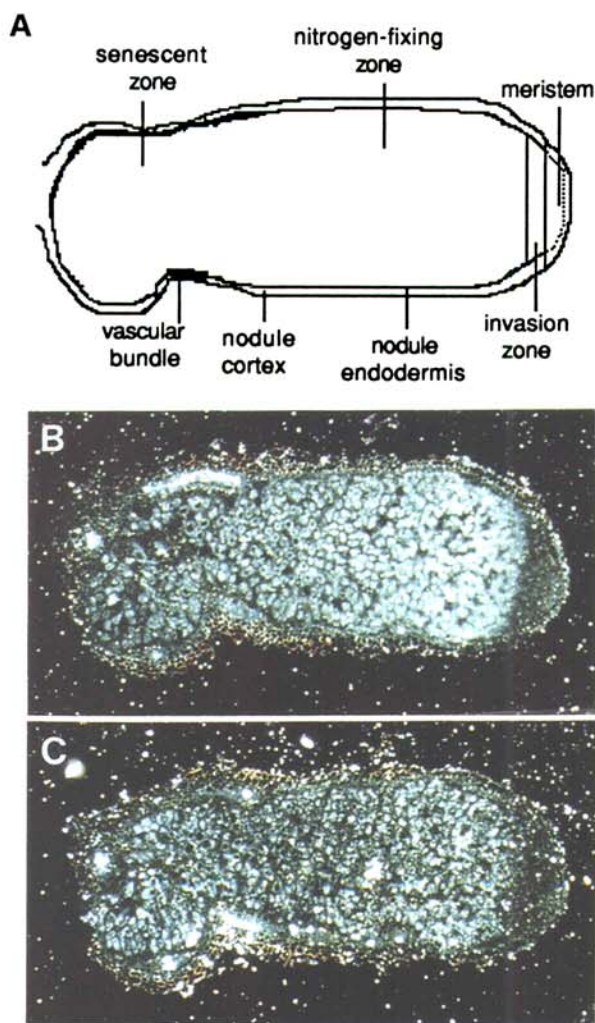 A
senescent
zone
nitrogen-fixing
zone
meristem
vascular
bundle
nodule
cortex
nodule
endodermis
invasion
zone
B
C